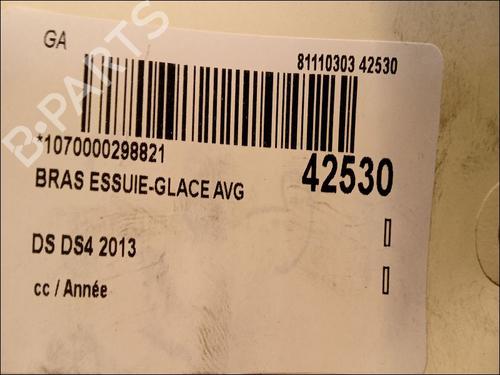 GA
81110303 42530
*1070000298821
42530
BRAS ESSUIE-GLACE AVG
DS DS4 2013
cc / Année
B-PARTS